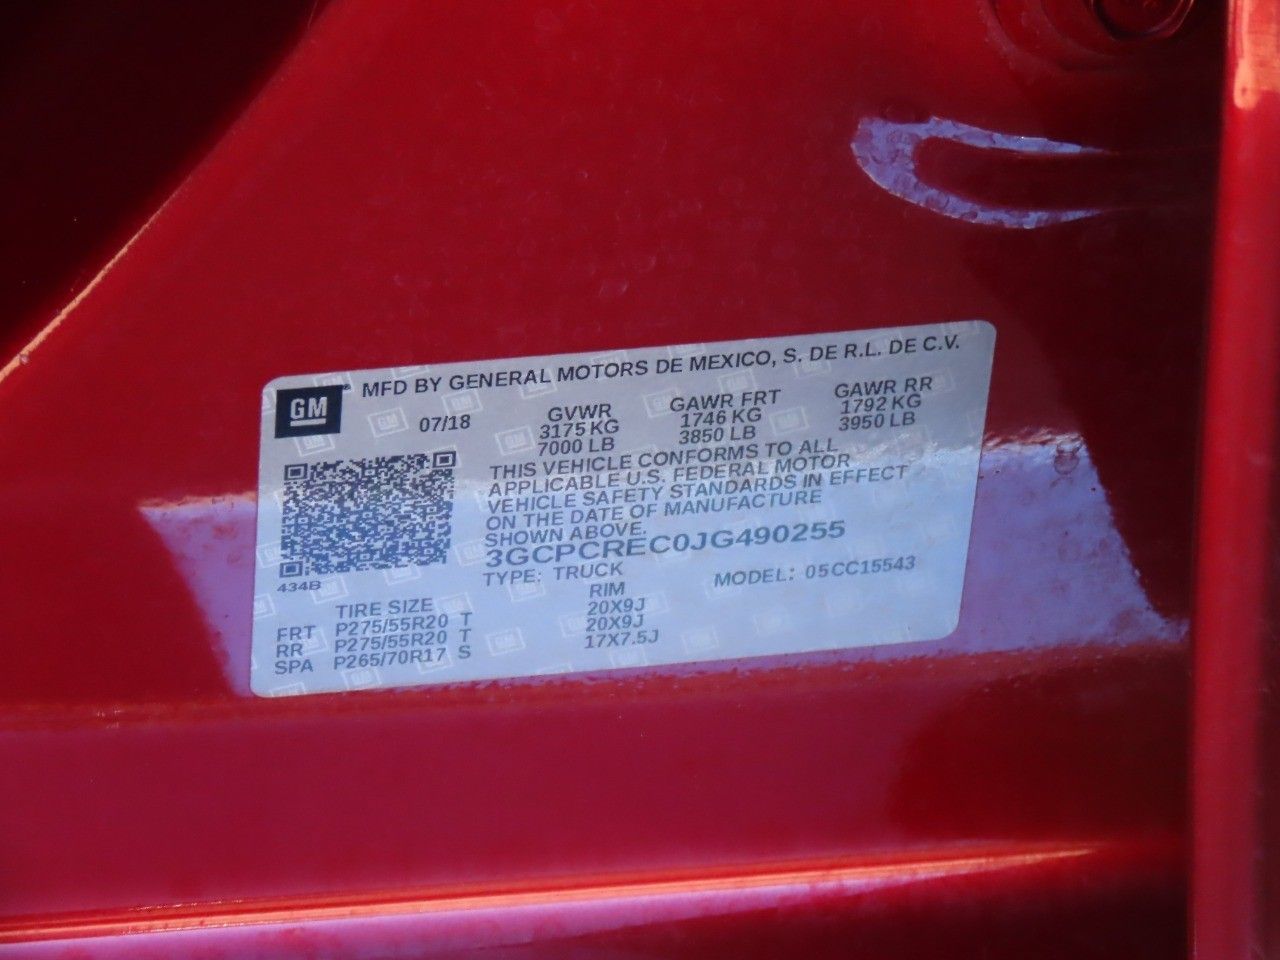 MFD BY GENERAL MOTORS DE MEXICO, S. DE R.L. DE C.V.
GM
07/18
GVWR GAWR FRT GAWR RR
3175 KG 1746 KG 1792 KG
7000 LB 3850 LB 3950 LB
THIS VEHICLE CONFORMS TO ALL
APPLICABLE U.S. FEDERAL MOTOR
VEHICLE SAFETY STANDARDS IN EFFECT
ON THE DATE OF MANUFACTURE
SHOWN ABOVE.
3GCPCREC0JG490255
TYPE: TRUCK MODEL: 05CC15543
434B
TIRE SIZE RIM
FRT P275/55R20 T 20X9J
RR P275/55R20 T 20X9J
SPA P265/70R17 S 17X7.5J